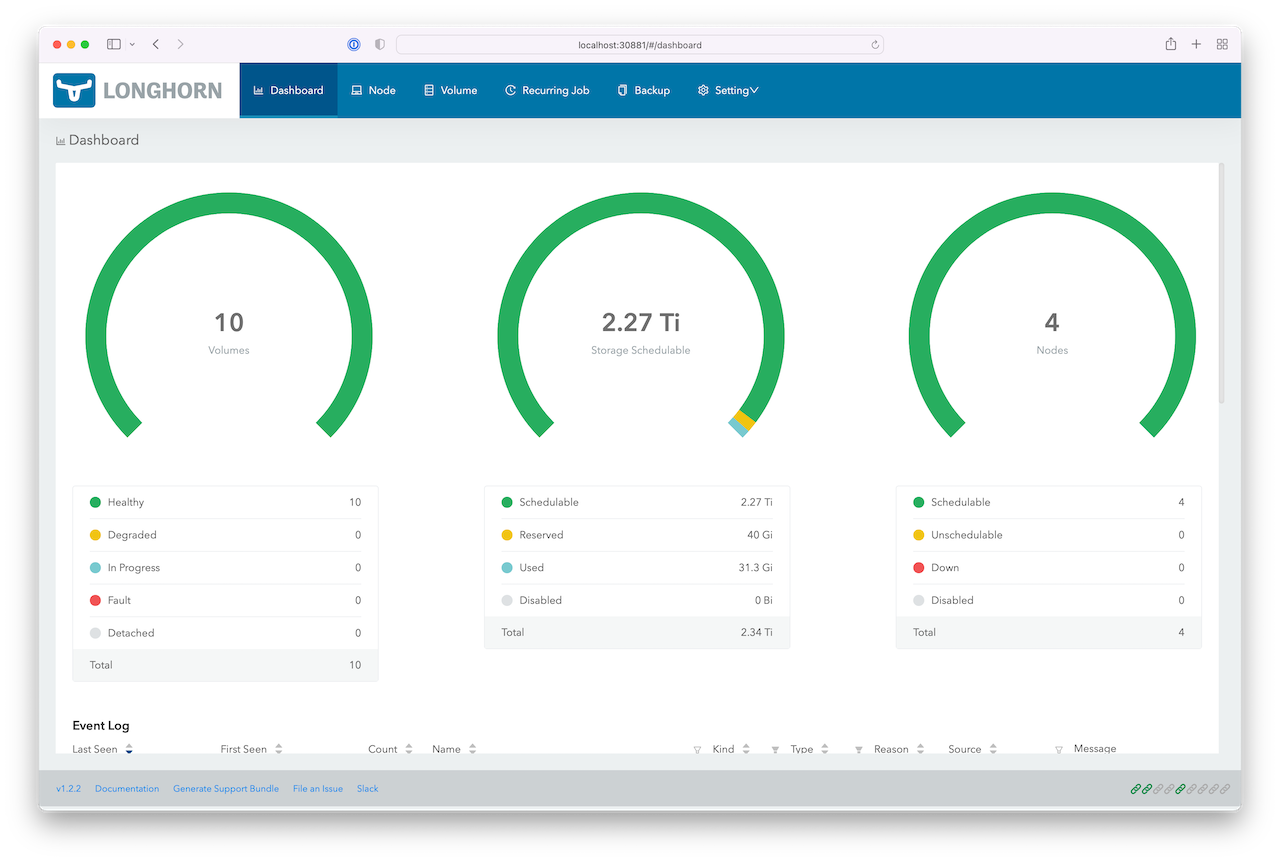 localhost:30881/#/dashboard
LONGHORN
Dashboard
Node
Volume
Recurring Job
Backup
Setting
Dashboard
10
Volumes
2.27 Ti
Storage Schedulable
4
Nodes
Healthy 10
Degraded 0
In Progress 0
Fault 0
Detached 0
Total 10
Schedulable 2.27 Ti
Reserved 40 Gi
Used 31.3 Gi
Disabled 0 Bi
Total 2.34 Ti
Schedulable 4
Unschedulable 0
Down 0
Disabled 0
Total 4
Event Log
Last Seen First Seen Count Name Kind Type Reason Source Message
v1.2.2 Documentation Generate Support Bundle File an Issue Slack